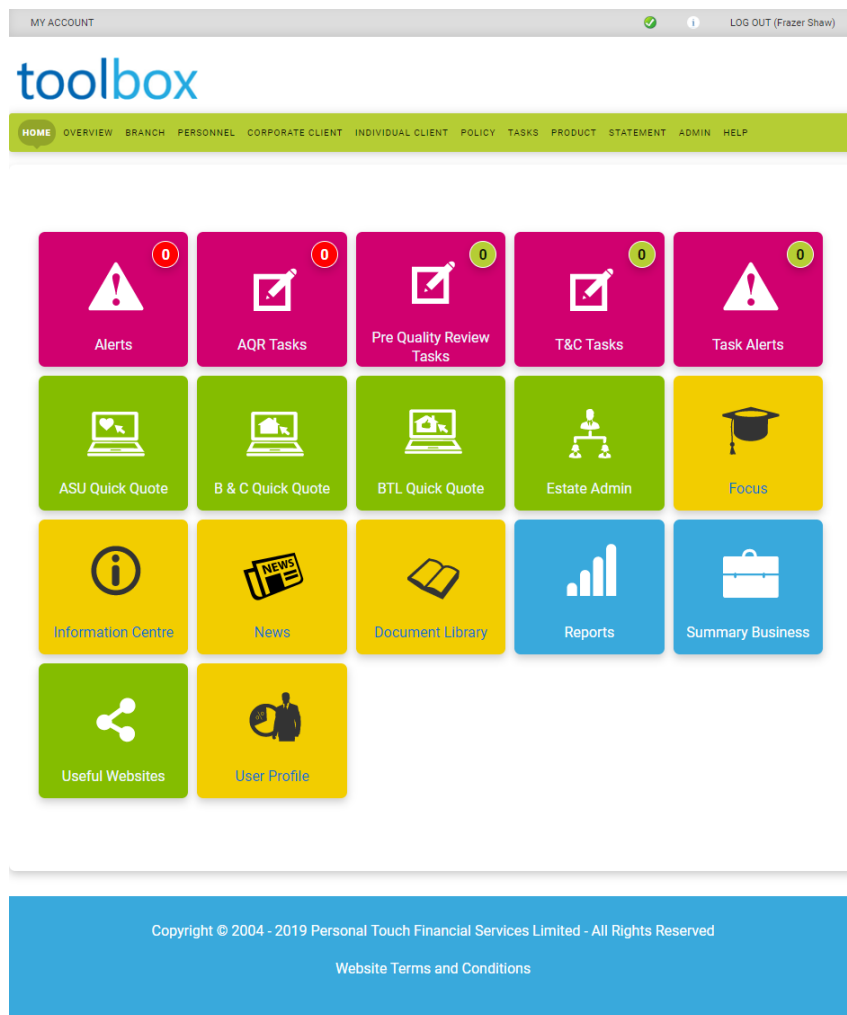 MY ACCOUNT
i
LOG OUT (Frazer Shaw)
toolbox
HOME OVERVIEW BRANCH PERSONNEL CORPORATE CLIENT INDIVIDUAL CLIENT POLICY TASKS PRODUCT STATEMENT ADMIN HELP
0
Alerts
0
AQR Tasks
0
Pre Quality Review
Tasks
0
T&C Tasks
0
Task Alerts
ASU Quick Quote
B & C Quick Quote
BTL Quick Quote
Estate Admin
Focus
Information Centre
NEWS
News
Document Library
Reports
Summary Business
Useful Websites
User Profile
Copyright © 2004 - 2019 Personal Touch Financial Services Limited - All Rights Reserved
Website Terms and Conditions